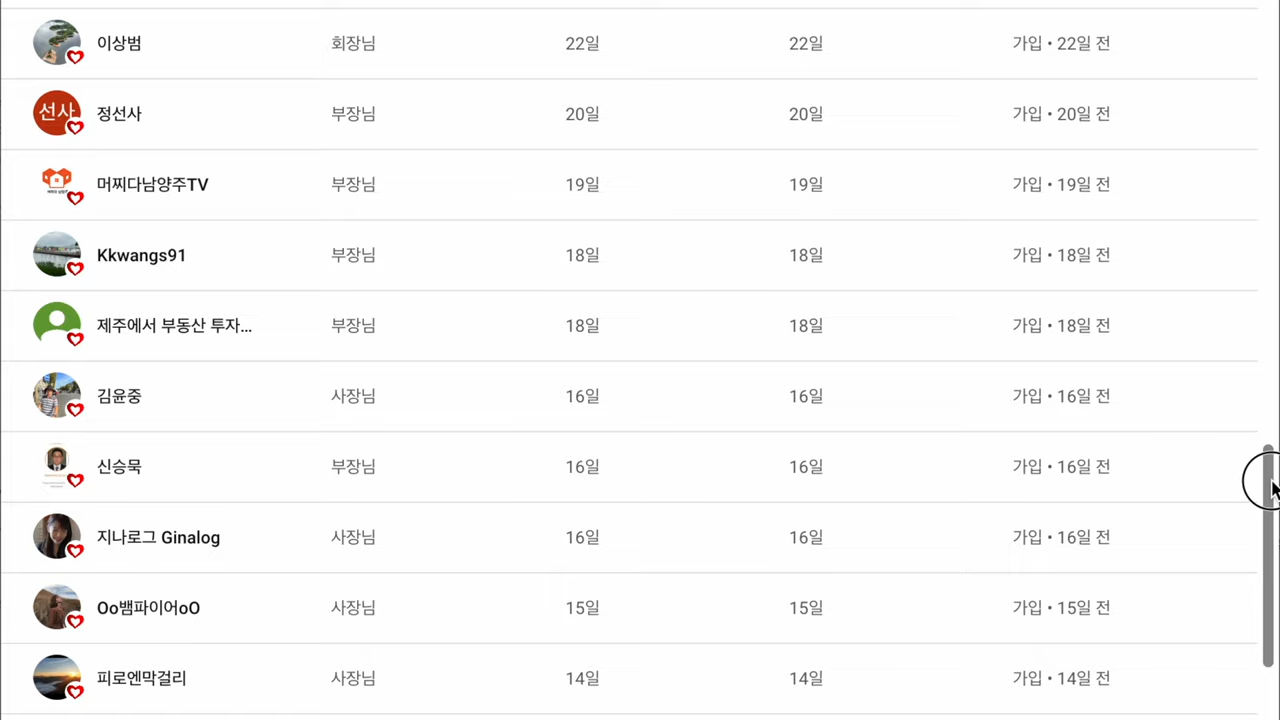 이상범 회장님 22일 22일 가입 • 22일 전
선사 정선사 부장님 20일 20일 가입 • 20일 전
머찌다남양주TV 부장님 19일 19일 가입 • 19일 전
Kkwangs91 부장님 18일 18일 가입 • 18일 전
제주에서 부동산 투자... 부장님 18일 18일 가입 • 18일 전
김윤중 사장님 16일 16일 가입 • 16일 전
신승묵 부장님 16일 16일 가입 • 16일 전
지나로그 Ginalog 사장님 16일 16일 가입 • 16일 전
Oo뱀파이어oO 사장님 15일 15일 가입 • 15일 전
피로엔막걸리 사장님 14일 14일 가입 • 14일 전